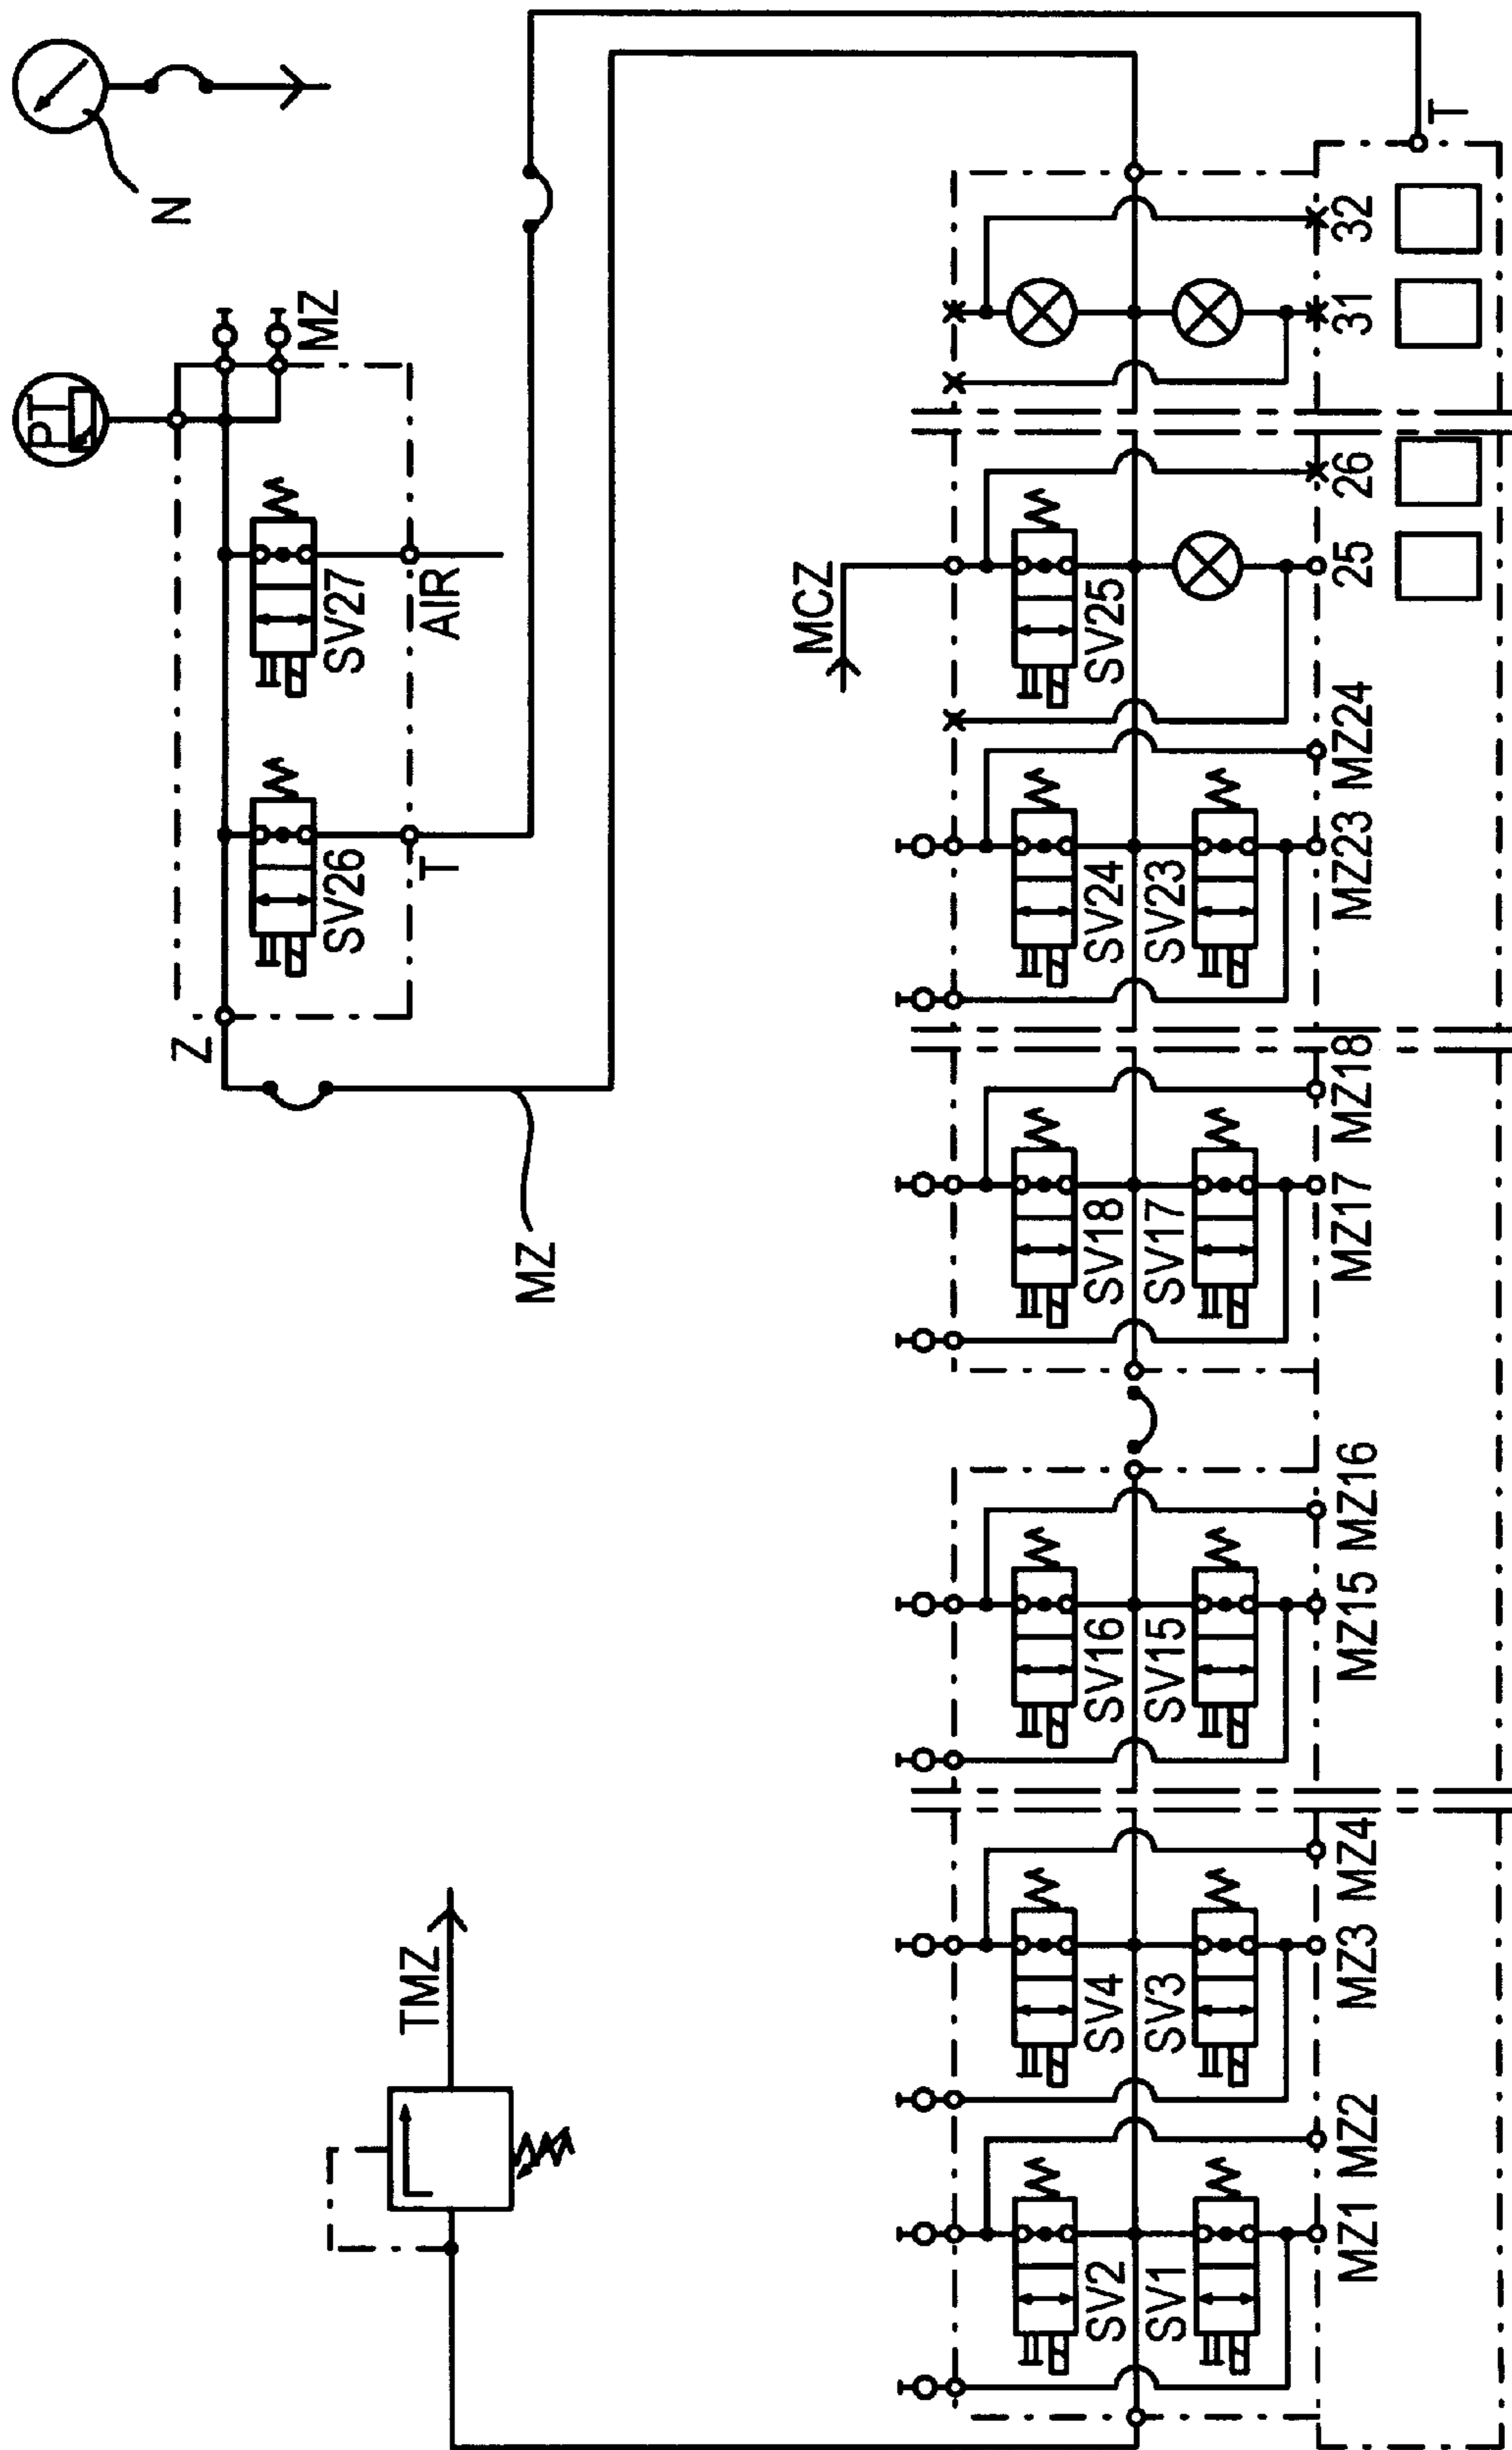 PT
N
Z
MZ
SV26 SV27
TMZ
T AIR
MZ
MCZ
SV2 SV4 SV16 SV18 SV24 SV25
SV1 SV3 SV15 SV17 SV23
MZ1 MZ2 MZ3 MZ4 MZ15 MZ16 MZ17 MZ18 MZ23 MZ24 25 26 31 32
T